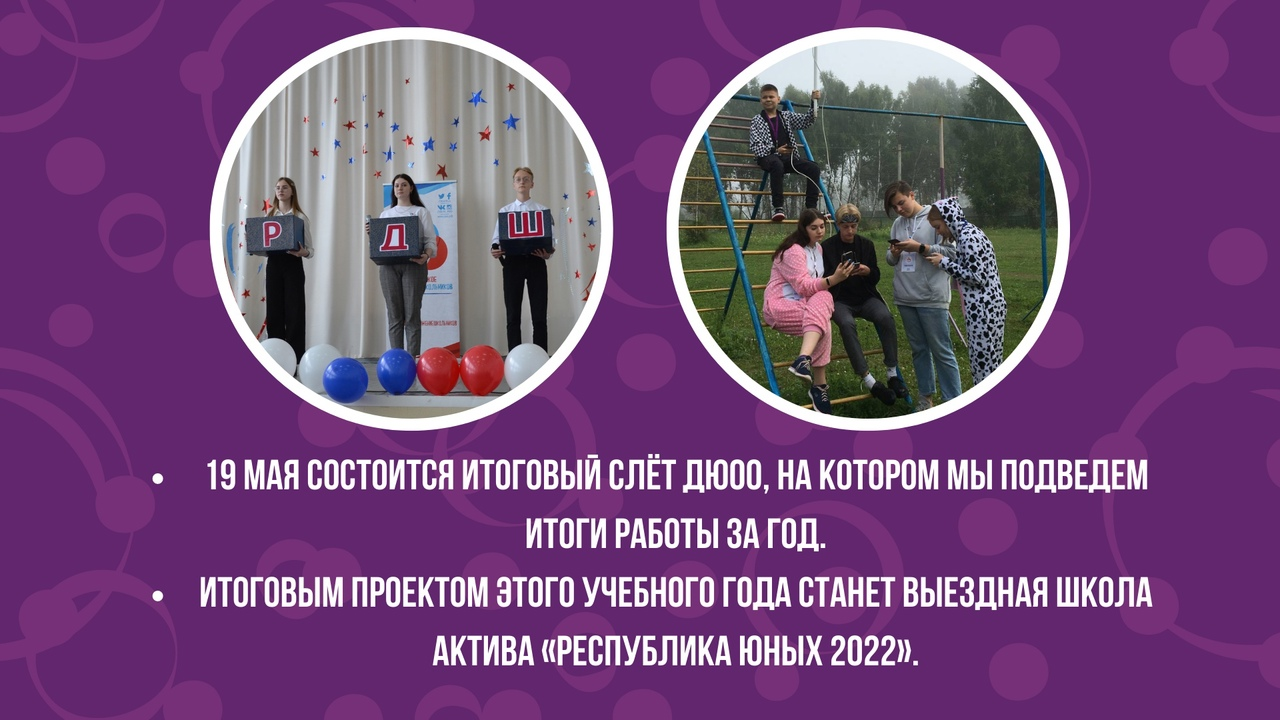 Р
Д
Ш
19 МАЯ СОСТОИТСЯ ИТОГОВЫЙ СЛЁТ ДЮОО, НА КОТОРОМ МЫ ПОДВЕДЕМ
ИТОГИ РАБОТЫ ЗА ГОД.
ИТОГОВЫМ ПРОЕКТОМ ЭТОГО УЧЕБНОГО ГОДА СТАНЕТ ВЫЕЗДНАЯ ШКОЛА
АКТИВА «РЕСПУБЛИКА ЮНЫХ 2022».